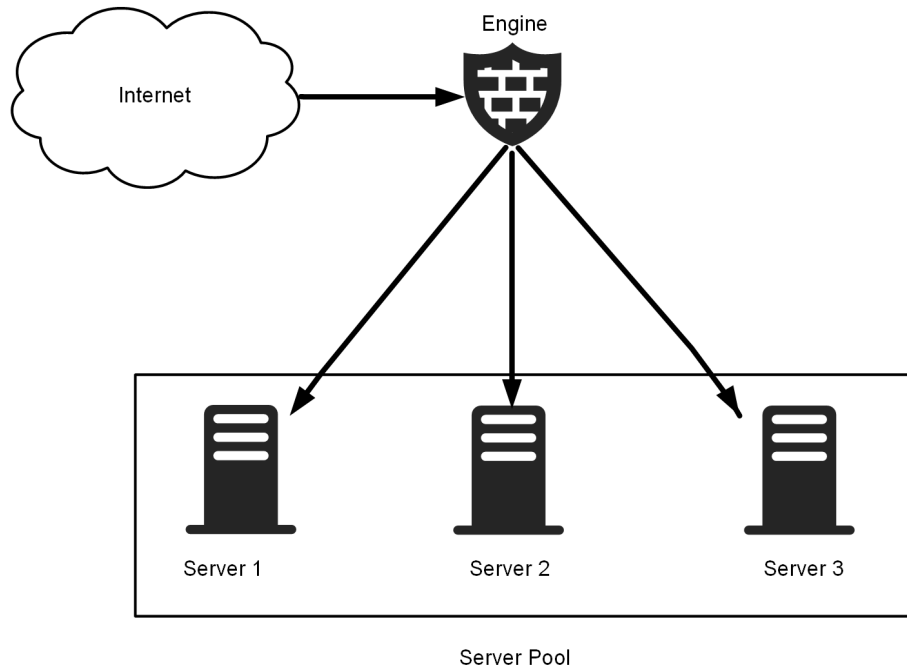 Engine
Internet
Server 1
Server 2
Server 3
Server Pool